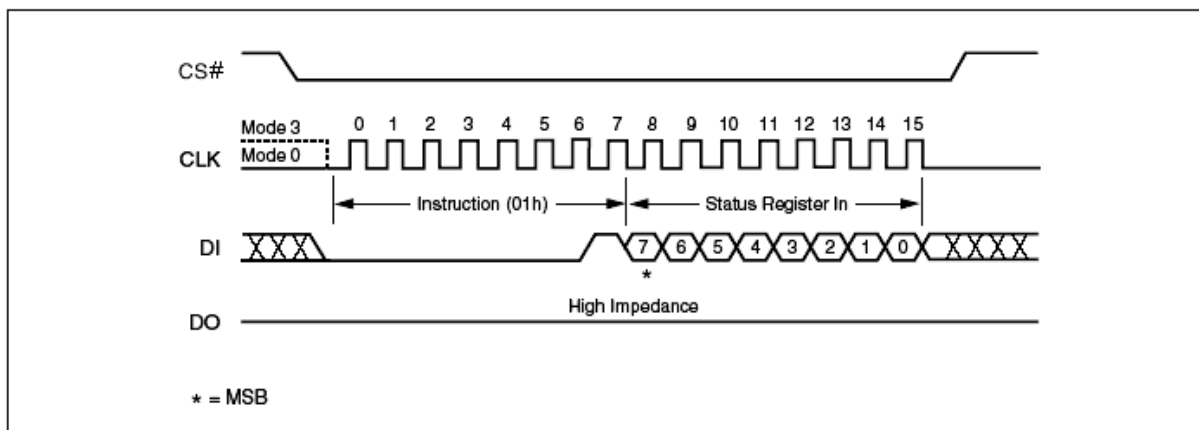 CS#
Mode 3 0 1 2 3 4 5 6 7 8 9 10 11 12 13 14 15
CLK Mode 0
Instruction (01h) Status Register In
DI 7 6 5 4 3 2 1 0
*
High Impedance
DO
* = MSB